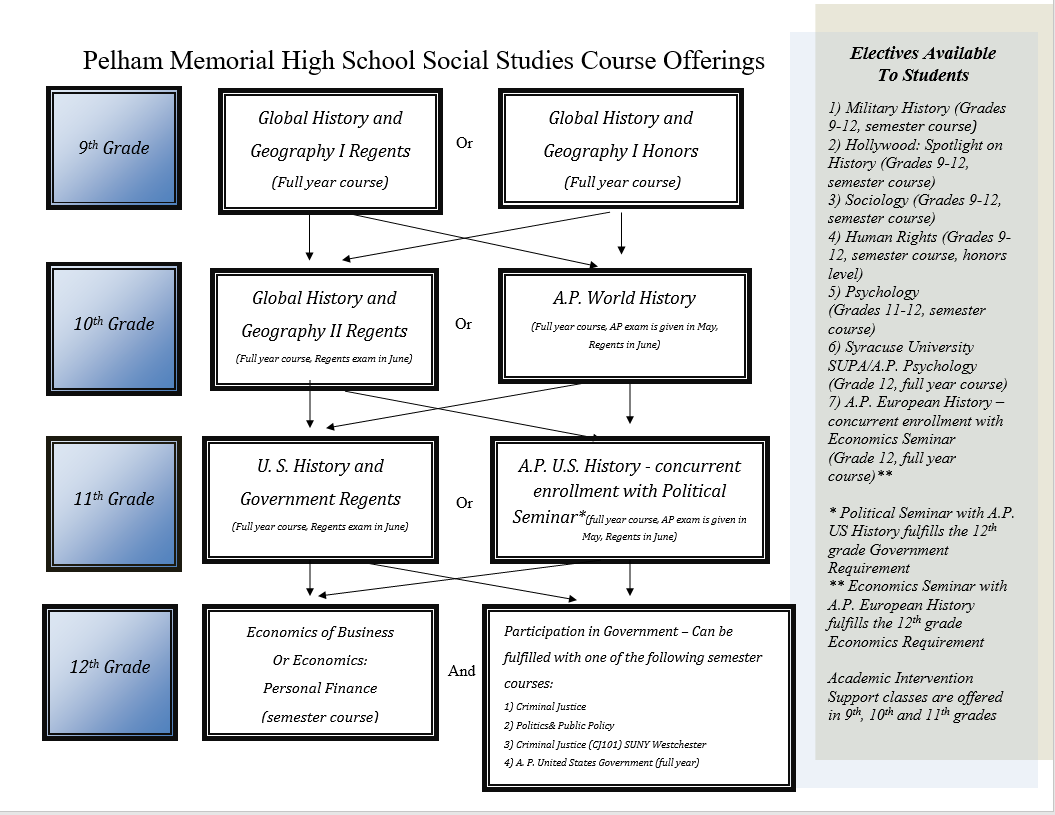 Pelham Memorial High School Social Studies Course Offerings
9th Grade
Global History and
Geography I Regents
(Full year course)
Or
Global History and
Geography I Honors
(Full year course)
10th Grade
Global History and
Geography II Regents
(Full year course, Regents exam in June)
Or
A.P. World History
(Full year course, AP exam is given in May,
Regents in June)
11th Grade
U. S. History and
Government Regents
(Full year course, Regents exam in June)
Or
A.P. U.S. History - concurrent
enrollment with Political
Seminar*(full year course, AP exam is given in
May, Regents in June)
12th Grade
Economics of Business
Or Economics:
Personal Finance
(semester course)
And
Participation in Government – Can be
fulfilled with one of the following semester
courses:
1) Criminal Justice
2) Politics& Public Policy
3) Criminal Justice (CJ101) SUNY Westchester
4) A. P. United States Government (full year)
Electives Available
To Students
1) Military History (Grades
9-12, semester course)
2) Hollywood: Spotlight on
History (Grades 9-12,
semester course)
3) Sociology (Grades 9-12,
semester course)
4) Human Rights (Grades 9-
12, semester course, honors
level)
5) Psychology
(Grades 11-12, semester
course)
6) Syracuse University
SUPA/A.P. Psychology
(Grade 12, full year course)
7) A.P. European History –
concurrent enrollment with
Economics Seminar
(Grade 12, full year
course)**
* Political Seminar with A.P.
US History fulfills the 12th
grade Government
Requirement
** Economics Seminar with
A.P. European History
fulfills the 12th grade
Economics Requirement
Academic Intervention
Support classes are offered
in 9th, 10th and 11th grades